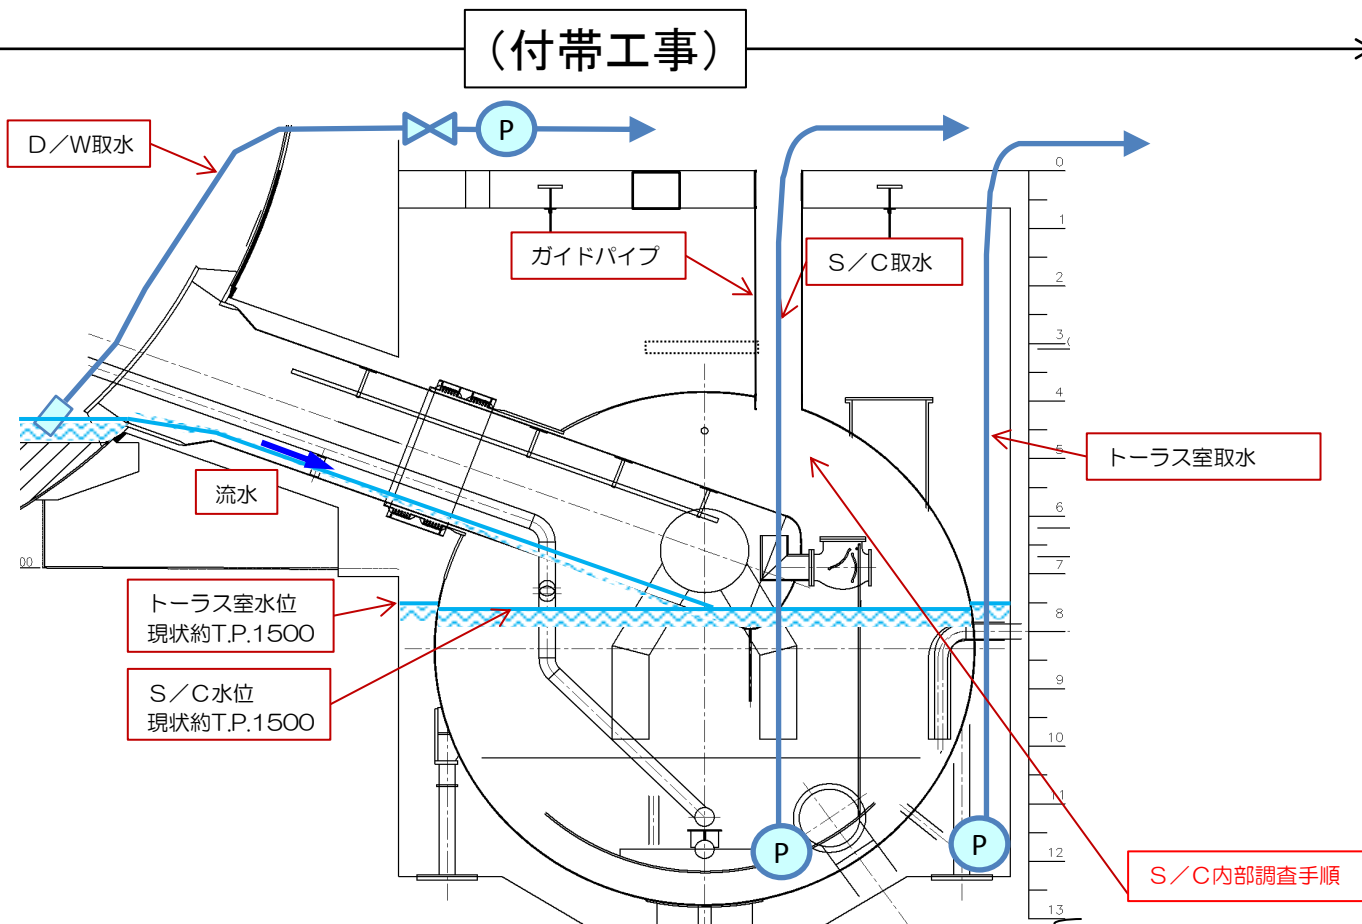 （付帯工事）
D／W取水
P
ガイドパイプ
S／C取水
トーラス室取水
流水
トーラス室水位
現状約T.P.1500
S／C水位
現状約T.P.1500
P
P
S／C内部調査手順
00
0
1
2
3
4
5
6
7
8
9
10
11
12
13